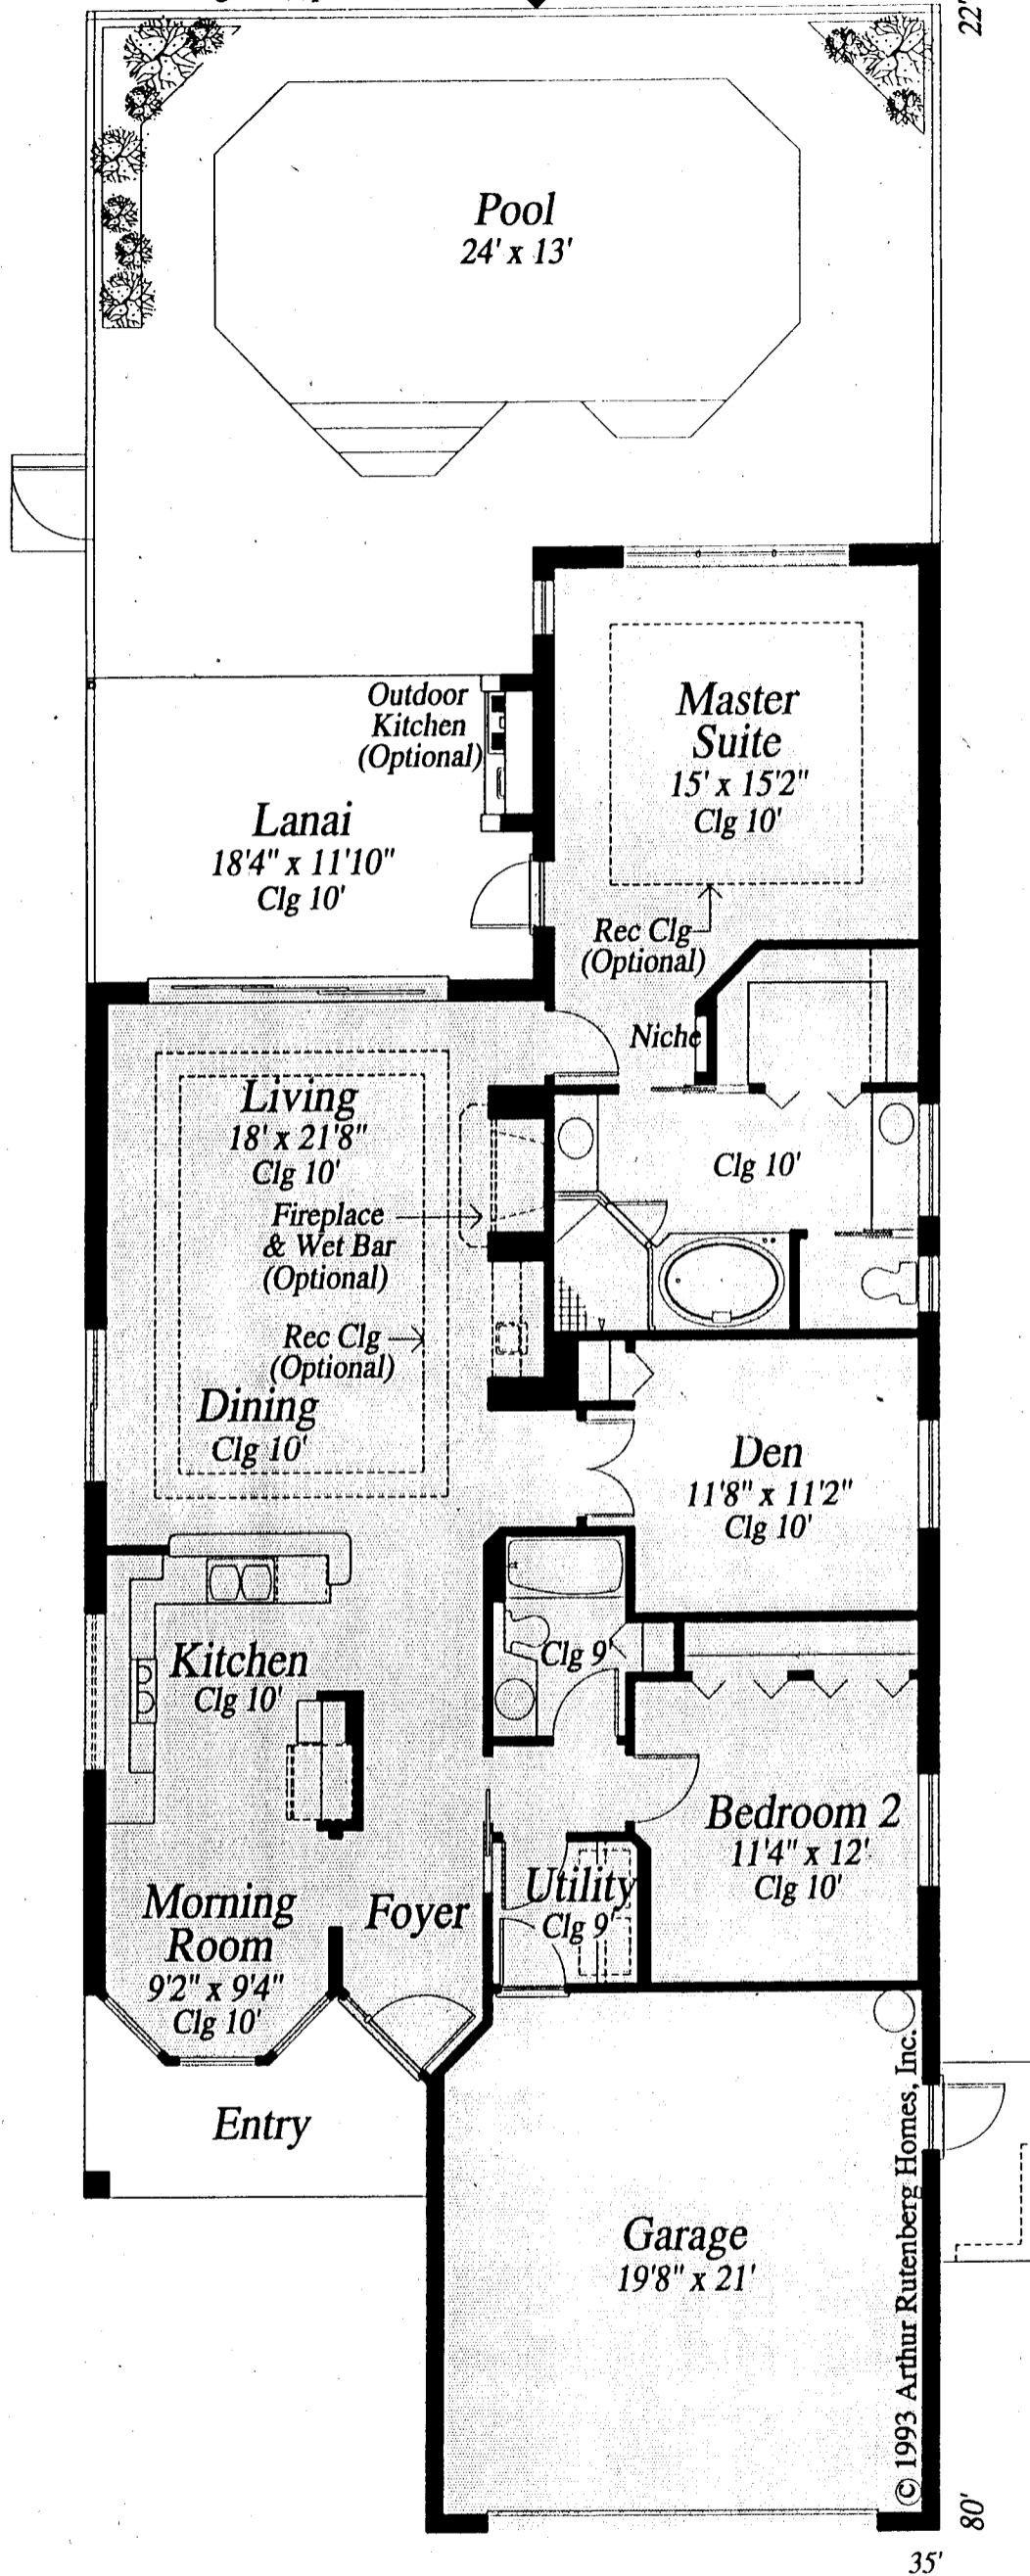 22'
Pool
24' x 13'
Outdoor
Kitchen
(Optional)
Master
Suite
15' x 15'2"
Clg 10'
Lanai
18'4" x 11'10"
Clg 10'
Rec Clg
(Optional)
Niche
Living
18' x 21'8"
Clg 10'
Clg 10'
Fireplace
& Wet Bar
(Optional)
Rec Clg
(Optional)
Dining
Clg 10'
Den
11'8" x 11'2"
Clg 10'
Kitchen
Clg 10'
Clg 9'
Bedroom 2
11'4" x 12'
Clg 10'
Utility
Clg 9'
Morning
Room
9'2" x 9'4"
Clg 10'
Foyer
Entry
Garage
19'8" x 21'
© 1993 Arthur Rutenberg Homes, Inc.
80'
35'